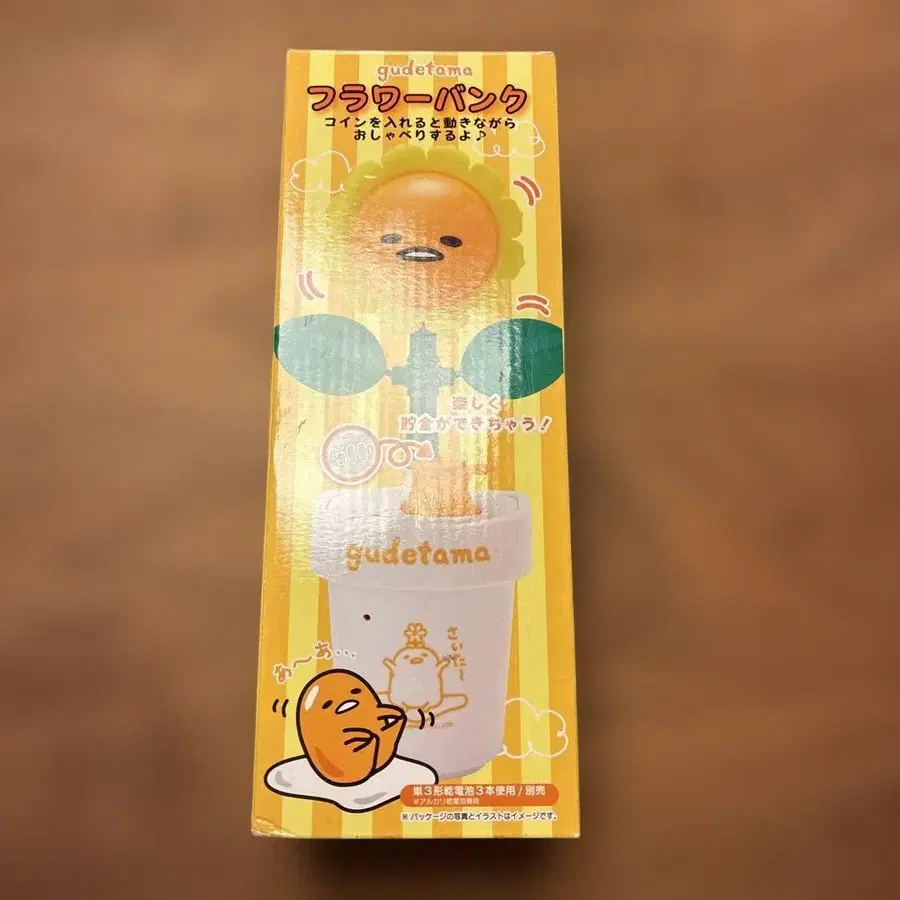 gudetama
フラワーバンク
コインを入れると動きながら
おしゃべりするよ♪
楽しく
貯金ができちゃう!
500
gudetama
さいた〜
あ〜あ…
単3形乾電池3本使用/別売
※アルカリ乾電池専用
※パッケージの写真とイラストはイメージです。